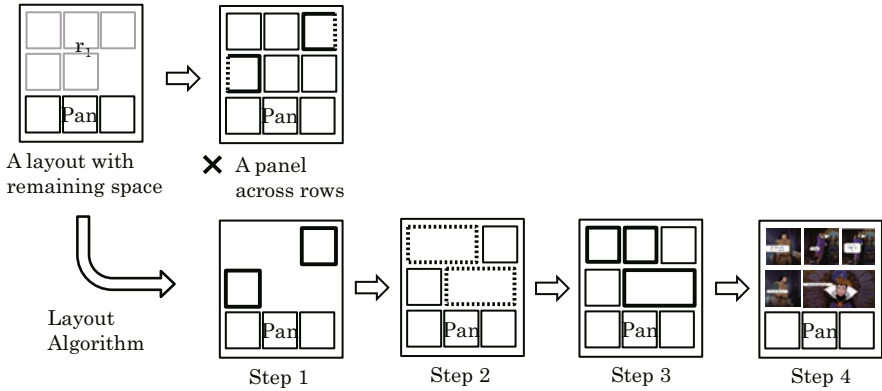 r1
Pan
Pan
A layout with
remaining space
× A panel
across rows
Layout
Algorithm
Pan
Pan
Pan
Pan
Step 1
Step 2
Step 3
Step 4